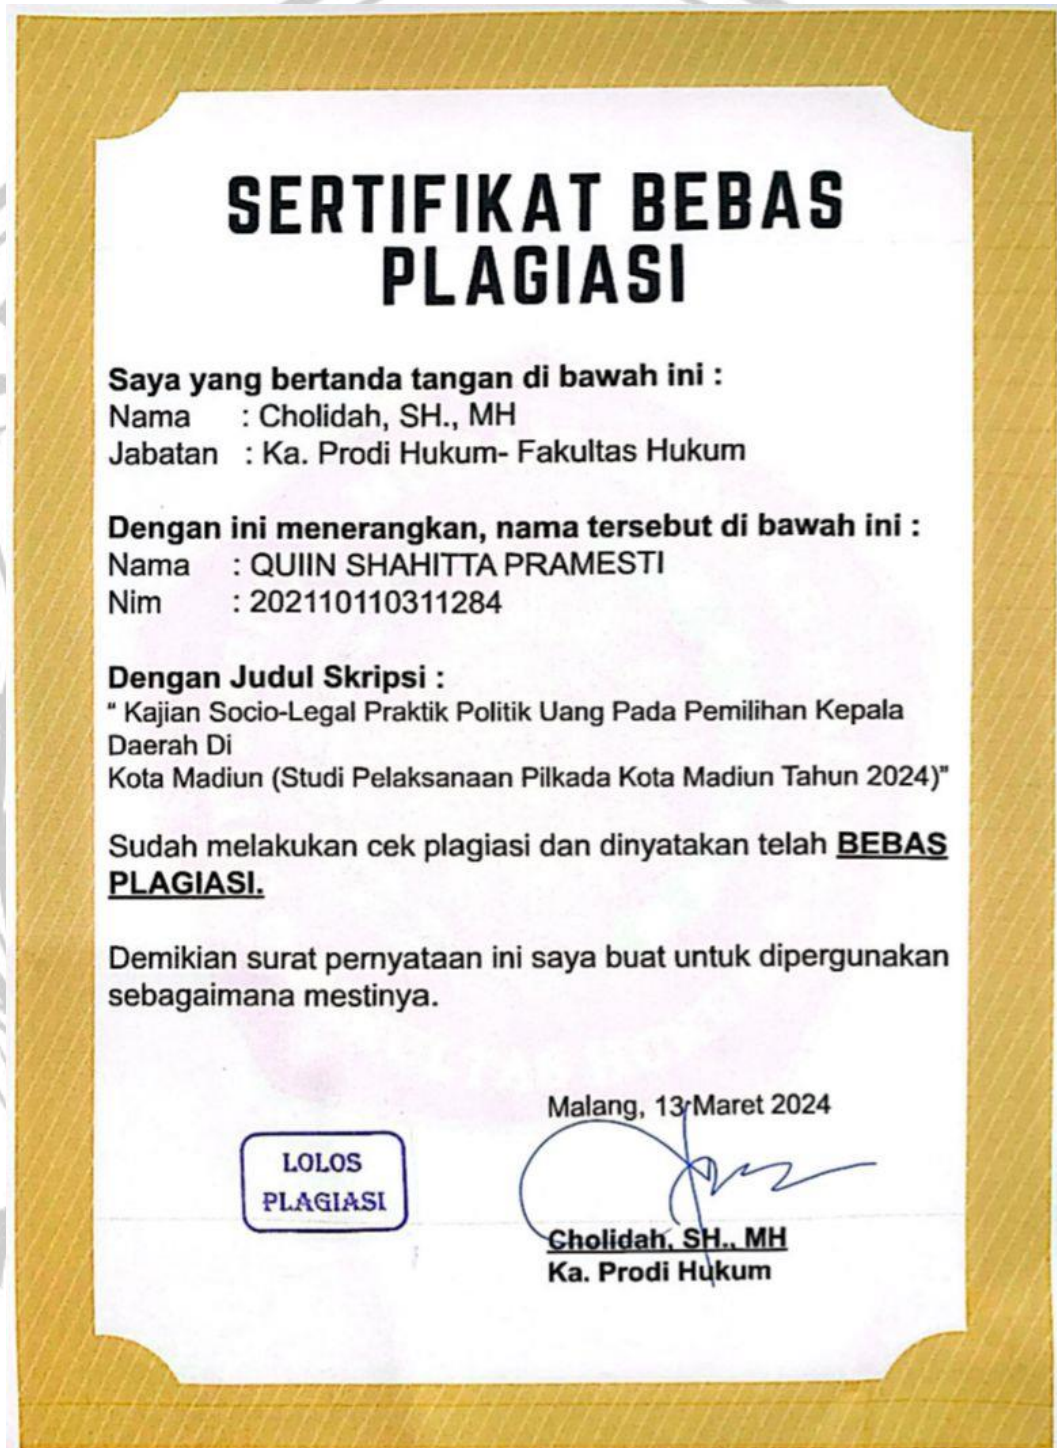 SERTIFIKAT BEBAS
PLAGIASI
Saya yang bertanda tangan di bawah ini :
Nama : Cholidah, SH., MH
Jabatan : Ka. Prodi Hukum- Fakultas Hukum
Dengan ini menerangkan, nama tersebut di bawah ini :
Nama : QUIIN SHAHITTA PRAMESTI
Nim : 202110110311284
Dengan Judul Skripsi :
" Kajian Socio-Legal Praktik Politik Uang Pada Pemilihan Kepala
Daerah Di
Kota Madiun (Studi Pelaksanaan Pilkada Kota Madiun Tahun 2024)"
Sudah melakukan cek plagiasi dan dinyatakan telah BEBAS
PLAGIASI.
Demikian surat pernyataan ini saya buat untuk dipergunakan
sebagaimana mestinya.
Malang, 13 Maret 2024
LOLOS
PLAGIASI
Cholidah, SH., MH
Ka. Prodi Hukum